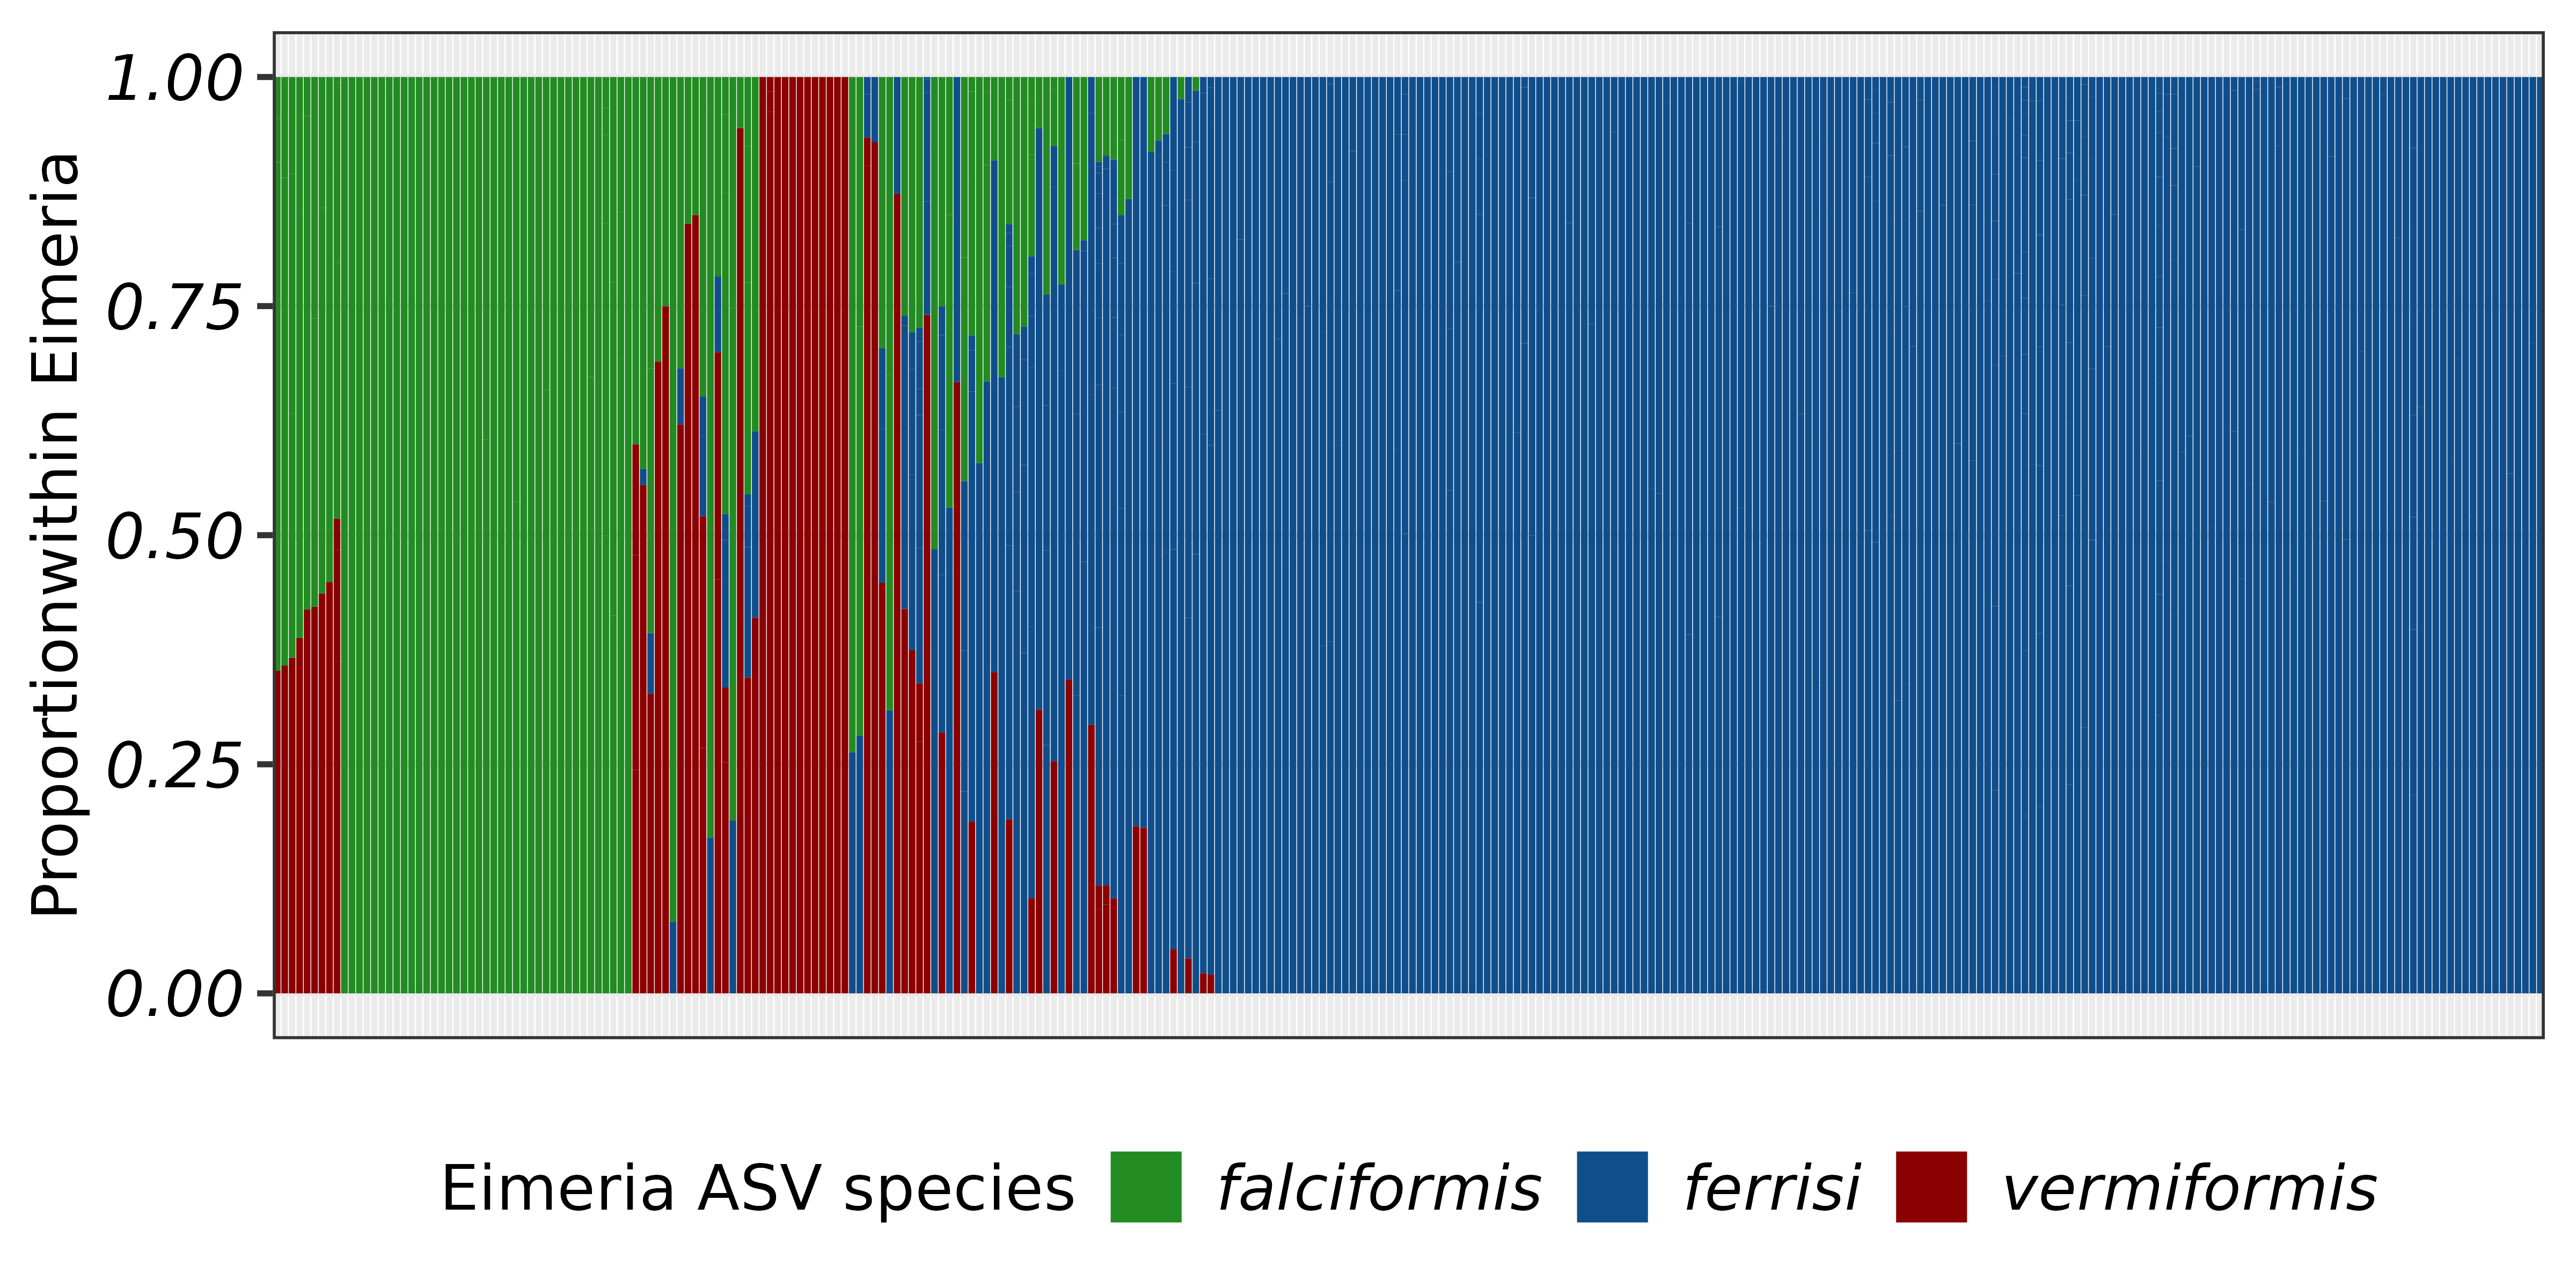 Proportionwithin Eimeria
1.00
0.75
0.50
0.25
0.00
Eimeria ASV species falciformis ferrisi vermiformis